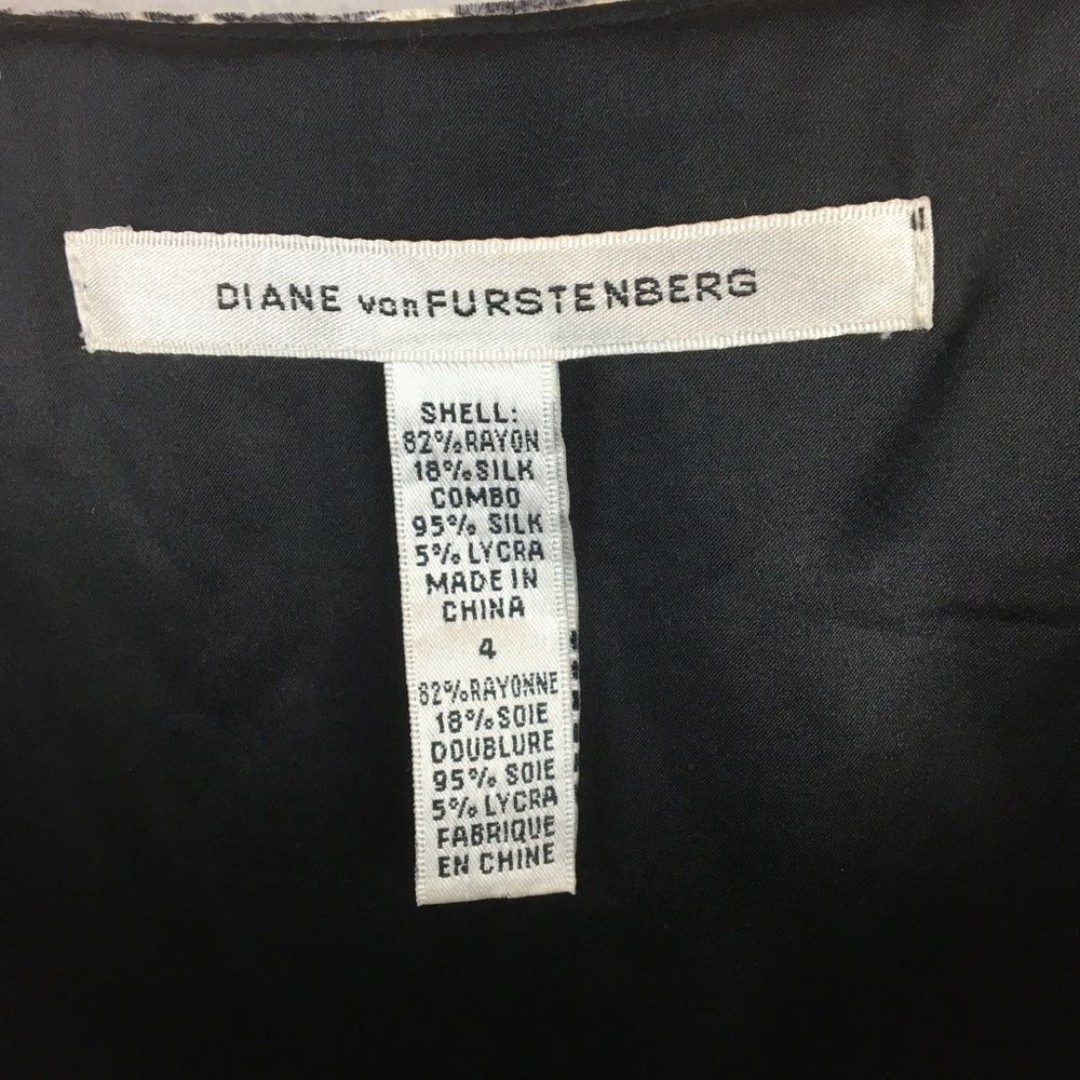 DIANE von FURSTENBERG
SHELL:
82% RAYON
18% SILK
COMBO
95% SILK
5% LYCRA
MADE IN
CHINA
4
82% RAYONNE
18% SOIE
DOUBLURE
95% SOIE
5% LYCRA
FABRIQUE
EN CHINE